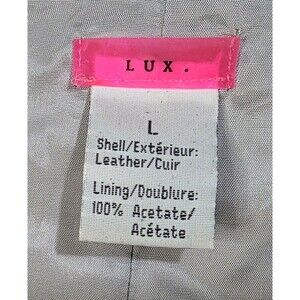 LUX.
L
Shell/Extérieur:
Leather/Cuir
Lining/Doublure:
100% Acetate/
Acétate